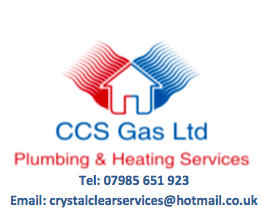 CCS Gas Ltd
Plumbing & Heating Services
Tel: 07985 651 923
Email: crystalclearservices@hotmail.co.uk